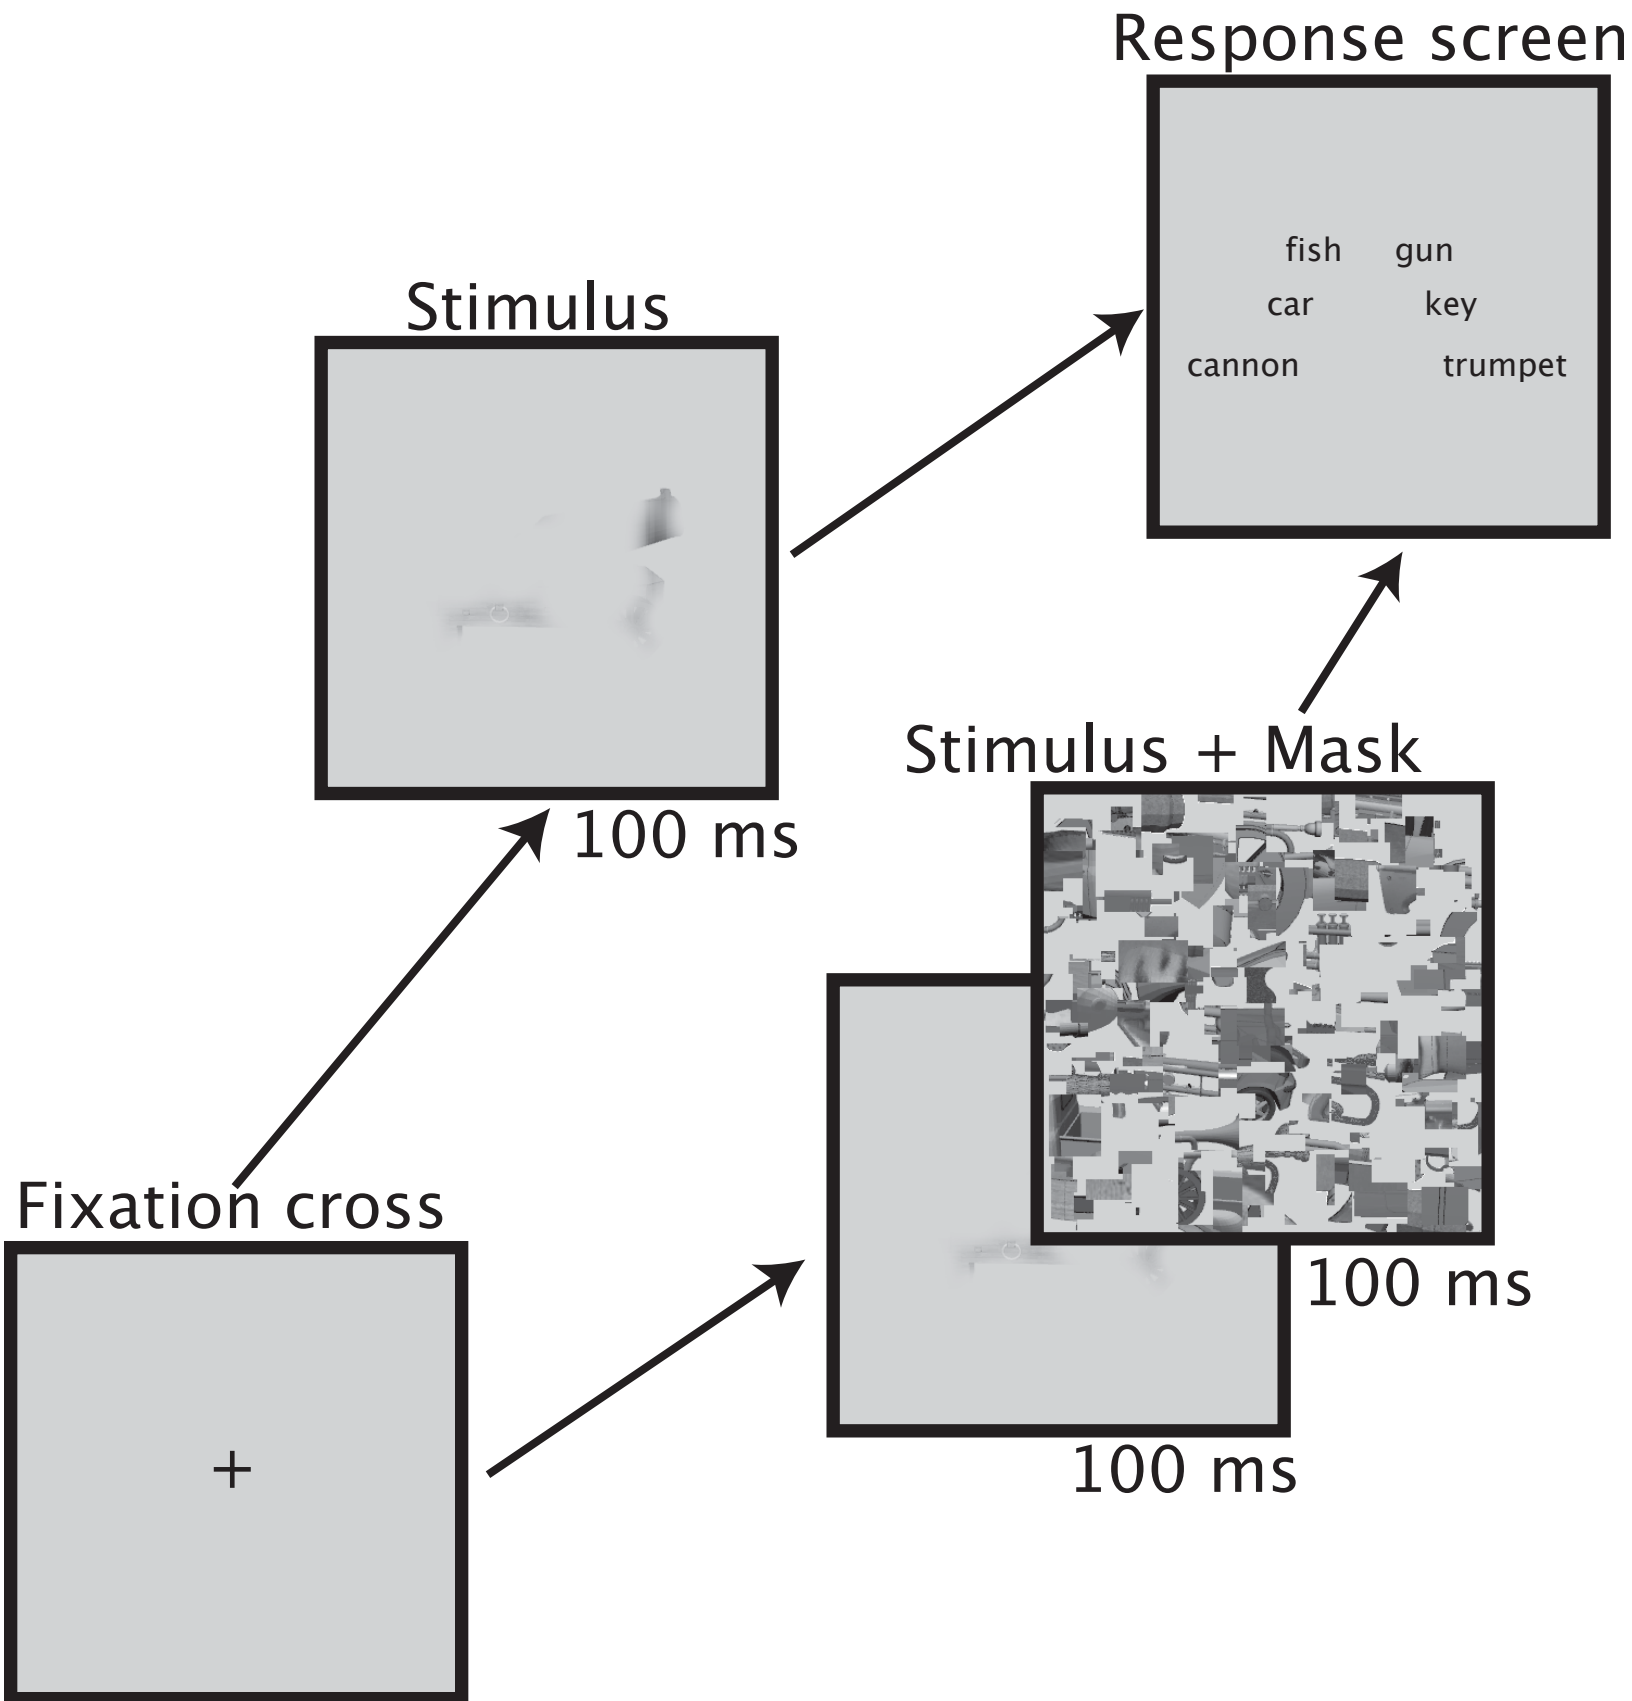 Response screen
fish gun
car key
cannon trumpet
Stimulus
100 ms
Stimulus + Mask
100 ms
100 ms
Fixation cross
+